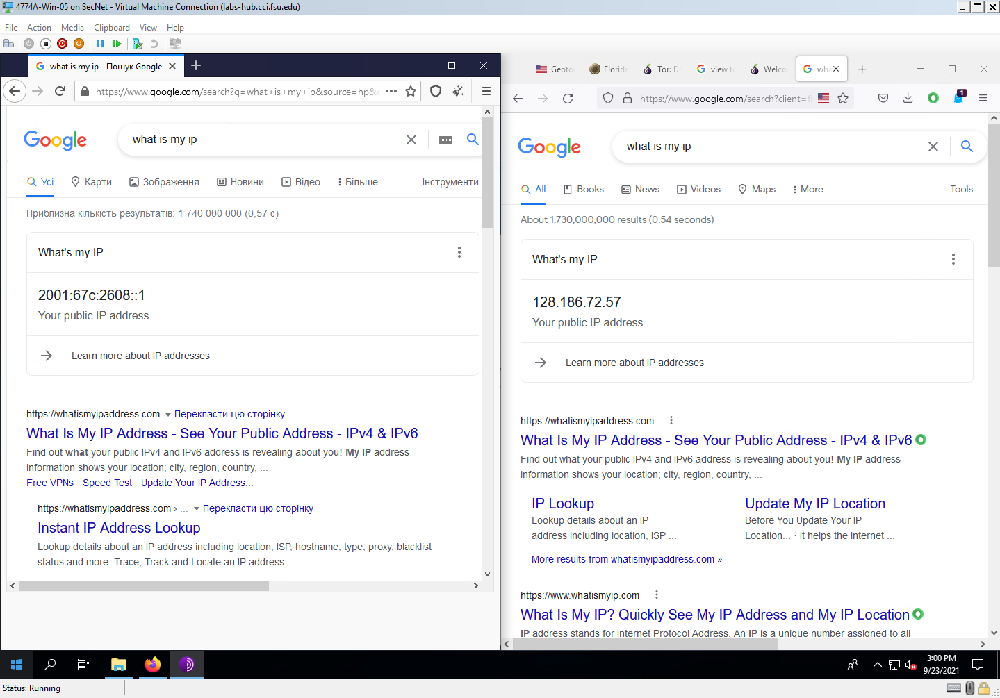 4774A-Win-05 on SecNet - Virtual Machine Connection (labs-hub.cci.fsu.edu)
File Action Media Clipboard View Help
what is my ip - Пошук Google
https://www.google.com/search?q=what+is+my+ip&source=hp&
Google
what is my ip
Усі Карти Зображення Новини Відео Більше Інструменти
Приблизна кількість результатів: 1 740 000 000 (0,57 с)
What's my IP
2001:67c:2608::1
Your public IP address
Learn more about IP addresses
https://whatismyipaddress.com Перекласти цю сторінку
What Is My IP Address - See Your Public Address - IPv4 & IPv6
Find out what your public IPv4 and IPv6 address is revealing about you! My IP address
information shows your location; city, region, country, ...
Free VPNs · Speed Test · Update Your IP Address...
https://whatismyipaddress.com › ... Перекласти цю сторінку
Instant IP Address Lookup
Lookup details about an IP address including location, ISP, hostname, type, proxy, blacklist
status and more. Trace, Track and Locate an IP address.
Geoto Florida Tor: D view to Welco wha
https://www.google.com/search?client=fi
1
Google
what is my ip
All Books News Videos Maps More Tools
About 1,730,000,000 results (0.54 seconds)
What's my IP
128.186.72.57
Your public IP address
Learn more about IP addresses
https://whatismyipaddress.com
What Is My IP Address - See Your Public Address - IPv4 & IPv6
Find out what your public IPv4 and IPv6 address is revealing about you! My IP address
information shows your location; city, region, country, ...
IP Lookup
Lookup details about an IP
address including location, ISP ...
Update My IP Location
Before You Update Your IP
Location... · It helps the internet ...
More results from whatismyipaddress.com »
https://www.whatismyip.com
What Is My IP? Quickly See My IP Address and My IP Location
IP address stands for Internet Protocol Address. An IP is a unique number assigned to all
3:00 PM
9/23/2021
Status: Running